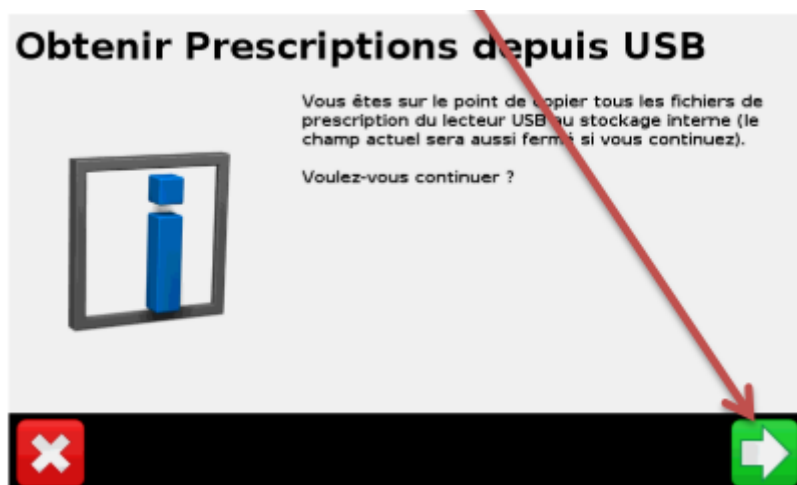 Obtenir Prescriptions depuis USB
Vous êtes sur le point de copier tous les fichiers de
prescription du lecteur USB au stockage interne (le
champ actuel sera aussi fermé si vous continuez).
Voulez-vous continuer ?